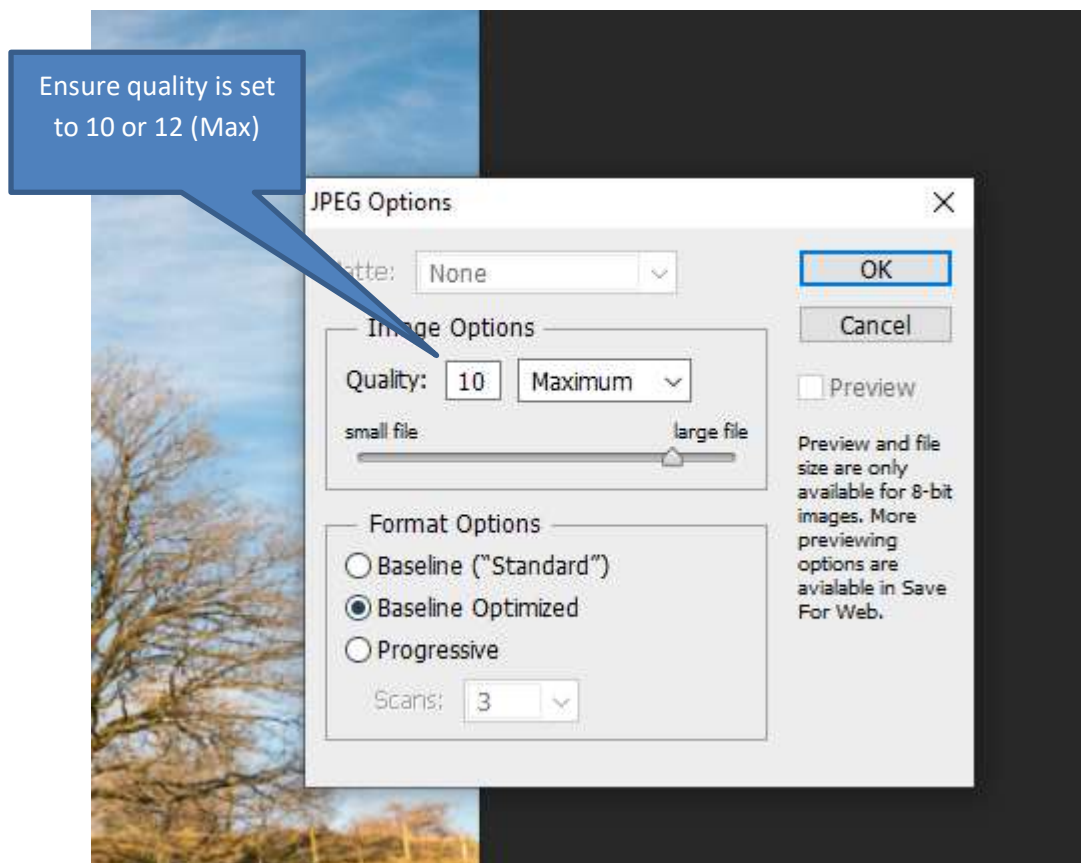 Ensure quality is set
to 10 or 12 (Max)
JPEG Options
atte: None
OK
Image Options
Cancel
Quality: 10 Maximum
Preview
small file large file
Preview and file
size are only
available for 8-bit
images. More
previewing
options are
avialable in Save
For Web.
Format Options
Baseline ("Standard")
Baseline Optimized
Progressive
Scans: 3